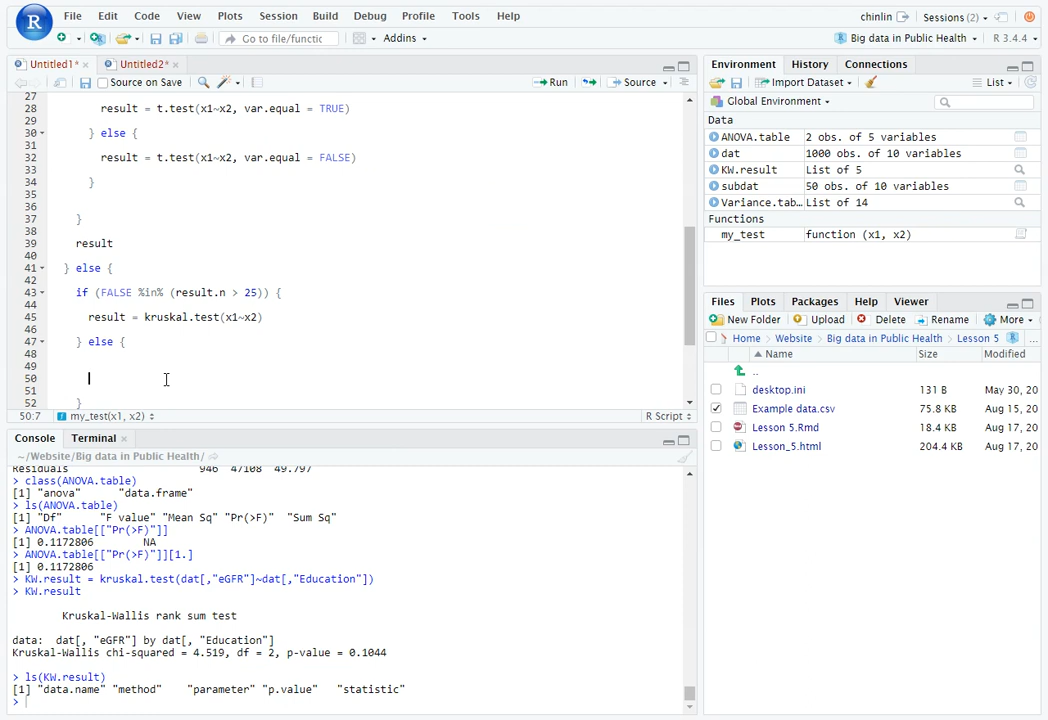 File Edit Code View Plots Session Build Debug Profile Tools Help
chinlin Sessions (2)
Go to file/functic Addins
Big data in Public Health R 3.4.4
Untitled1* Untitled2*
Source on Save Run Source
27
28 result = t.test(x1~x2, var.equal = TRUE)
29
30 } else {
31
32 result = t.test(x1~x2, var.equal = FALSE)
33
34 }
35
36
37 }
38
39 result
40
41 } else {
42
43 if (FALSE %in% (result.n > 25)) {
44
45 result = kruskal.test(x1~x2)
46
47 } else {
48
49
50
51
52 }
50:7 my_test(x1, x2) R Script
Console Terminal
~/Website/Big data in Public Health/
Residuals 946 47108 49.797
> class(ANOVA.table)
[1] "anova" "data.frame"
> ls(ANOVA.table)
[1] "Df" "F value" "Mean Sq" "Pr(>F)" "Sum Sq"
> ANOVA.table[["Pr(>F)"]]
[1] 0.1172806 NA
> ANOVA.table[["Pr(>F)"]][1.]
[1] 0.1172806
> KW.result = kruskal.test(dat[,"eGFR"]~dat[,"Education"])
> KW.result
Kruskal-Wallis rank sum test
data: dat[, "eGFR"] by dat[, "Education"]
Kruskal-Wallis chi-squared = 4.519, df = 2, p-value = 0.1044
> ls(KW.result)
[1] "data.name" "method" "parameter" "p.value" "statistic"
>
Environment History Connections
Import Dataset List
Global Environment
Data
ANOVA.table 2 obs. of 5 variables
dat 1000 obs. of 10 variables
KW.result List of 5
subdat 50 obs. of 10 variables
Variance.tab… List of 14
Functions
my_test function (x1, x2)
Files Plots Packages Help Viewer
New Folder Upload Delete Rename More
Home Website Big data in Public Health Lesson 5 ...
Name Size Modified
..
desktop.ini 131 B May 30, 20
Example data.csv 75.8 KB Aug 15, 20
Lesson 5.Rmd 18.4 KB Aug 17, 20
Lesson_5.html 204.4 KB Aug 17, 20